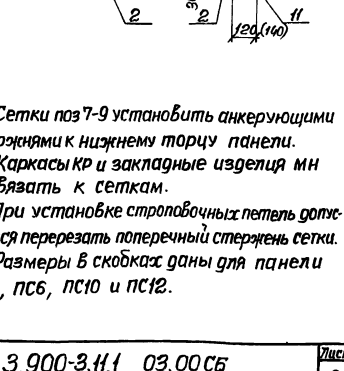 2
2
11
120(140)
Сетки поз 7-9 установить анкерующими
ржнями к нижнему торцу панели.
Каркасы КР и закладные изделия МН
вязать к сеткам.
При установке строповочных петель допус-
ся перерезать поперечный стержень сетки.
Размеры в скобках даны для панели
, ПС6, ПС10 и ПС12.
3.900-3.11.1 03.00СБ
Лис